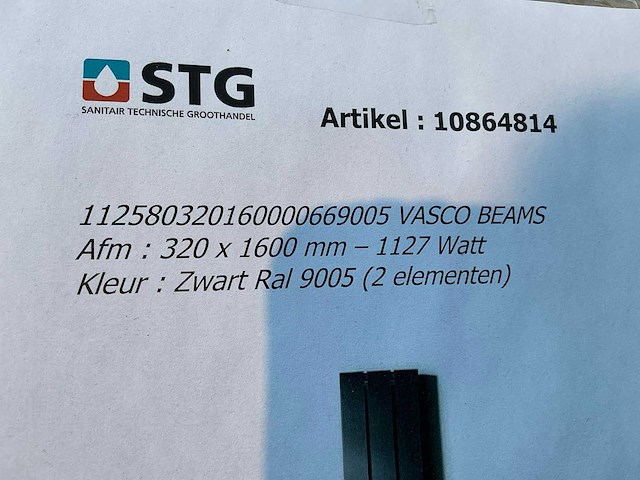 STG
SANITAIR TECHNISCHE GROOTHANDEL
Artikel : 10864814
112580320160000669005 VASCO BEAMS
Afm : 320 x 1600 mm – 1127 Watt
Kleur : Zwart Ral 9005 (2 elementen)